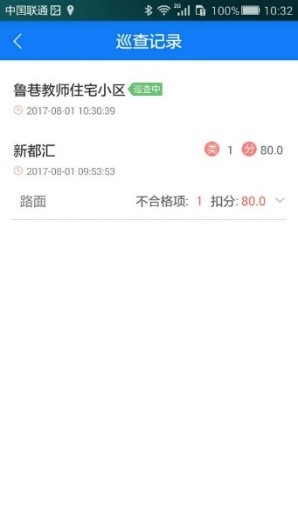 中国联通 2G 100% 10:32
巡查记录
鲁巷教师住宅小区 巡查中
2017-08-01 10:30:39
新都汇 类 1 分 80.0
2017-08-01 09:53:53
路面 不合格项: 1 扣分: 80.0